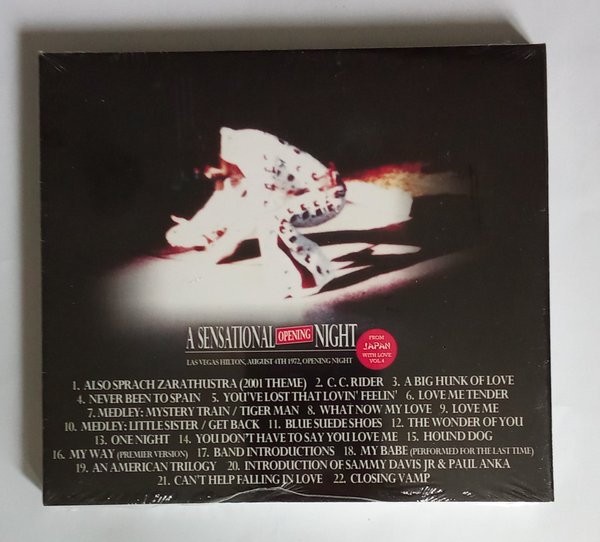 A SENSATIONAL OPENING NIGHT
LAS VEGAS HILTON, AUGUST 4TH 1972, OPENING NIGHT
FROM
JAPAN
WITH LOVE
VOL 4
1. ALSO SPRACH ZARATHUSTRA (2001 THEME) 2. C. C. RIDER 3. A BIG HUNK OF LOVE
4. NEVER BEEN TO SPAIN 5. YOU'VE LOST THAT LOVIN' FEELIN' 6. LOVE ME TENDER
7. MEDLEY: MYSTERY TRAIN / TIGER MAN 8. WHAT NOW MY LOVE 9. LOVE ME
10. MEDLEY: LITTLE SISTER / GET BACK 11. BLUE SUEDE SHOES 12. THE WONDER OF YOU
13. ONE NIGHT 14. YOU DON'T HAVE TO SAY YOU LOVE ME 15. HOUND DOG
16. MY WAY (PREMIER VERSION) 17. BAND INTRODUCTIONS 18. MY BABE (PERFORMED FOR THE LAST TIME)
19. AN AMERICAN TRILOGY 20. INTRODUCTION OF SAMMY DAVIS JR & PAUL ANKA
21. CAN'T HELP FALLING IN LOVE 22. CLOSING VAMP